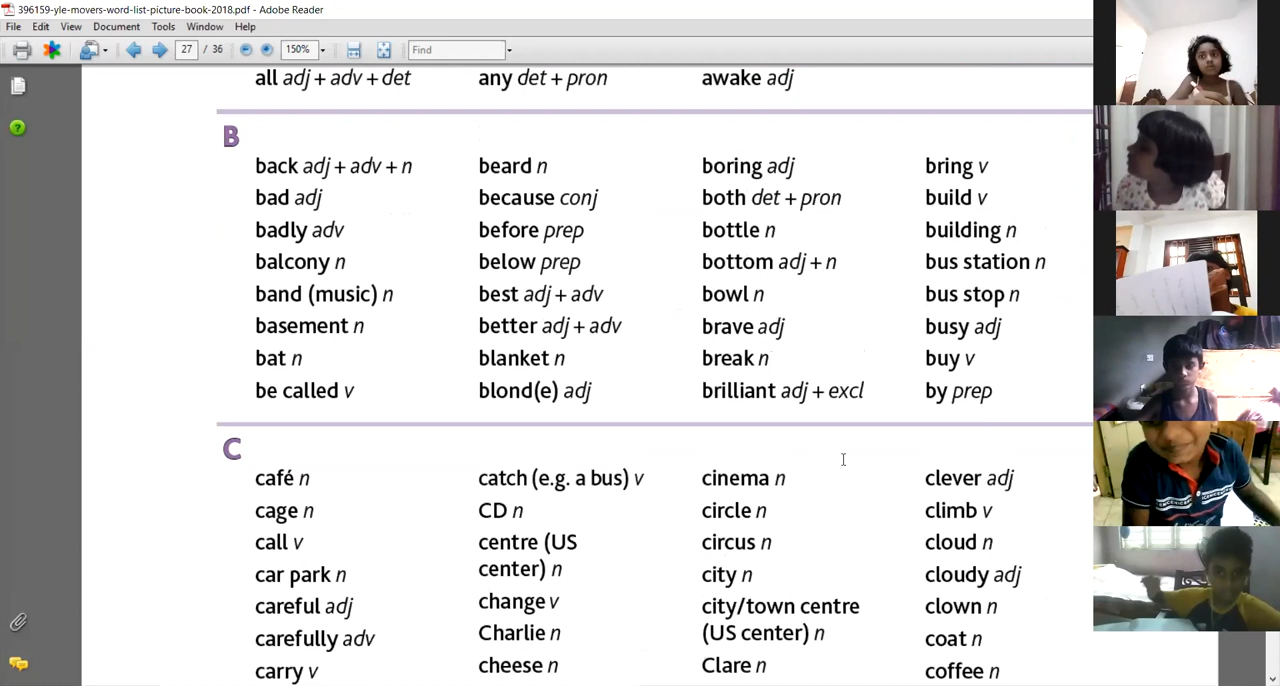 396159-yle-movers-word-list-picture-book-2018.pdf - Adobe Reader
File Edit View Document Tools Window Help
27 / 36 150% Find
all adj + adv + det any det + pron awake adj
B
back adj + adv + n beard n boring adj bring v
bad adj because conj both det + pron build v
badly adv before prep bottle n building n
balcony n below prep bottom adj + n bus station n
band (music) n best adj + adv bowl n bus stop n
basement n better adj + adv brave adj busy adj
bat n blanket n break n buy v
be called v blond(e) adj brilliant adj + excl by prep
C
café n catch (e.g. a bus) v cinema n clever adj
cage n CD n circle n climb v
call v centre (US circus n cloud n
car park n center) n city n cloudy adj
careful adj change v city/town centre clown n
carefully adv Charlie n (US center) n coat n
carry v cheese n Clare n coffee n